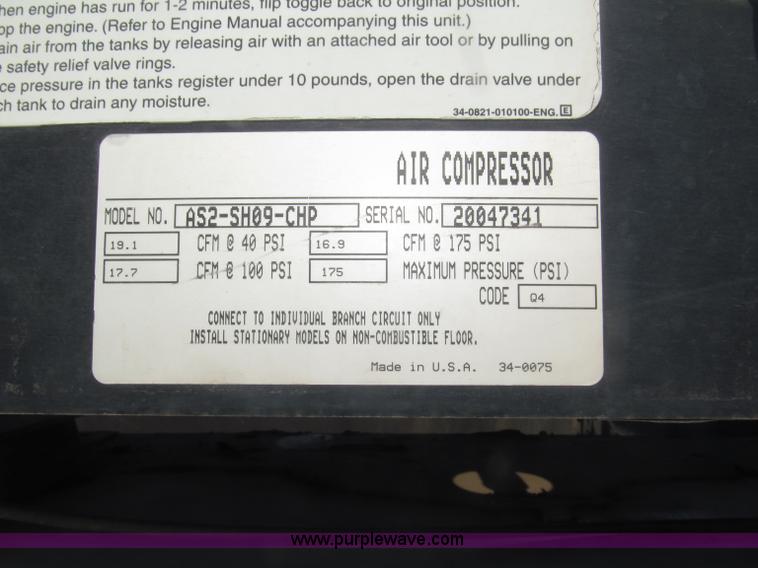 hen engine has run for 1-2 minutes, flip toggle back to original position.
op the engine. (Refer to Engine Manual accompanying this unit.)
ain air from the tanks by releasing air with an attached air tool or by pulling on
e safety relief valve rings.
ce pressure in the tanks register under 10 pounds, open the drain valve under
ch tank to drain any moisture.
34-0821-010100-ENG. E
AIR COMPRESSOR
MODEL NO. AS2-SH09-CHP SERIAL NO. 20047341
19.1 CFM @ 40 PSI 16.9 CFM @ 175 PSI
17.7 CFM @ 100 PSI 175 MAXIMUM PRESSURE (PSI)
CODE Q4
CONNECT TO INDIVIDUAL BRANCH CIRCUIT ONLY
INSTALL STATIONARY MODELS ON NON-COMBUSTIBLE FLOOR.
Made in U.S.A. 34-0075
www.purplewave.com